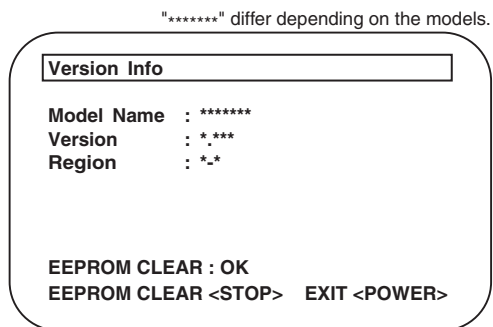 "*******" differ depending on the models.
Version Info
Model Name : *******
Version : *.***
Region : *-*
EEPROM CLEAR : OK
EEPROM CLEAR <STOP> EXIT <POWER>